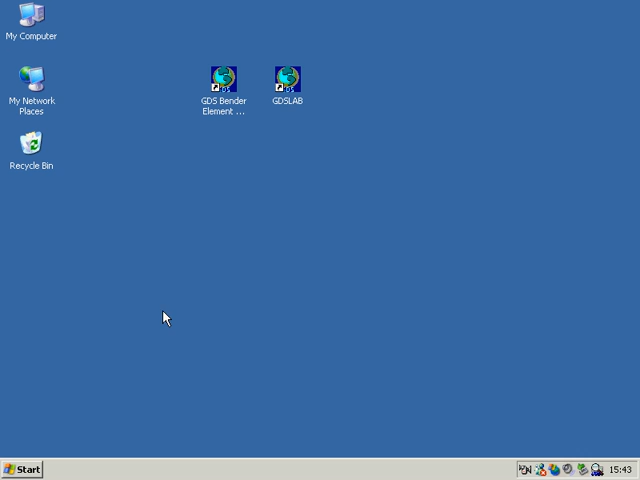 My Computer
My Network
Places
Recycle Bin
GDS Bender
Element ...
GDSLAB
Start
15:43